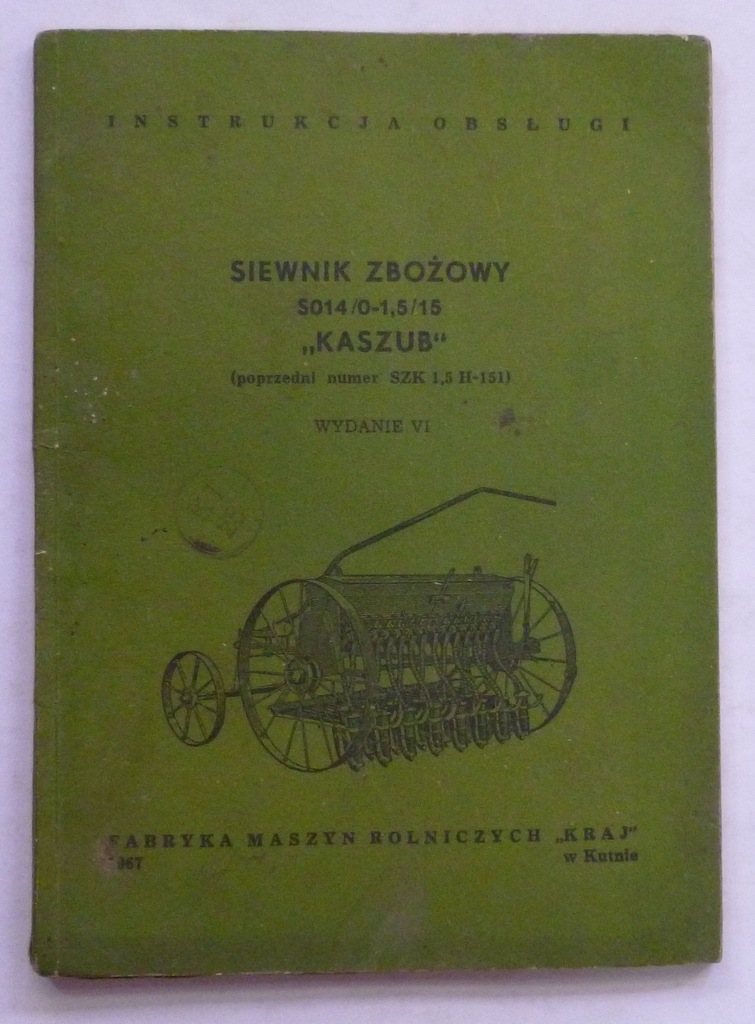 INSTRUKCJA OBSŁUGI
SIEWNIK ZBOŻOWY
S014/0-1,5/15
„KASZUB“
(poprzedni numer SZK 1,5 H-151)
WYDANIE VI
FABRYKA MASZYN ROLNICZYCH „KRAJ“
1967
w Kutnie